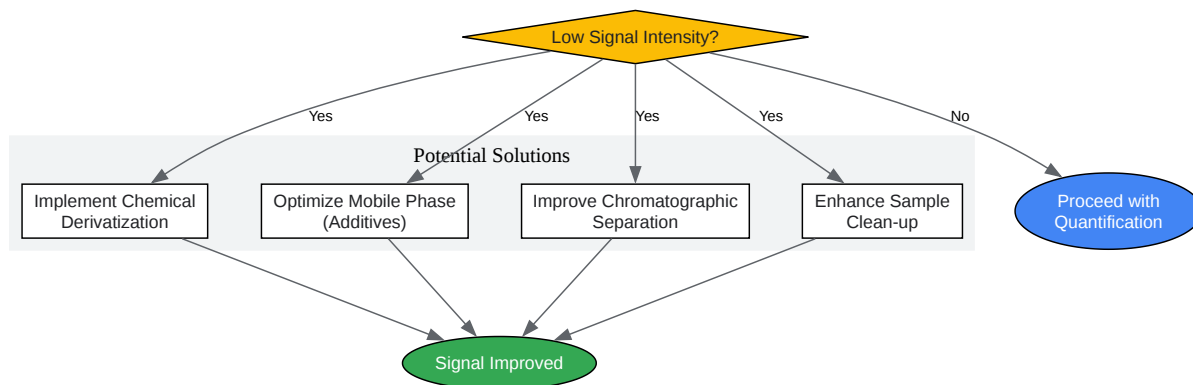 Low Signal Intensity?
Yes
Yes
Yes
Yes
No
Potential Solutions
Implement Chemical
Derivatization
Optimize Mobile Phase
(Additives)
Improve Chromatographic
Separation
Enhance Sample
Clean-up
Proceed with
Quantification
Signal Improved